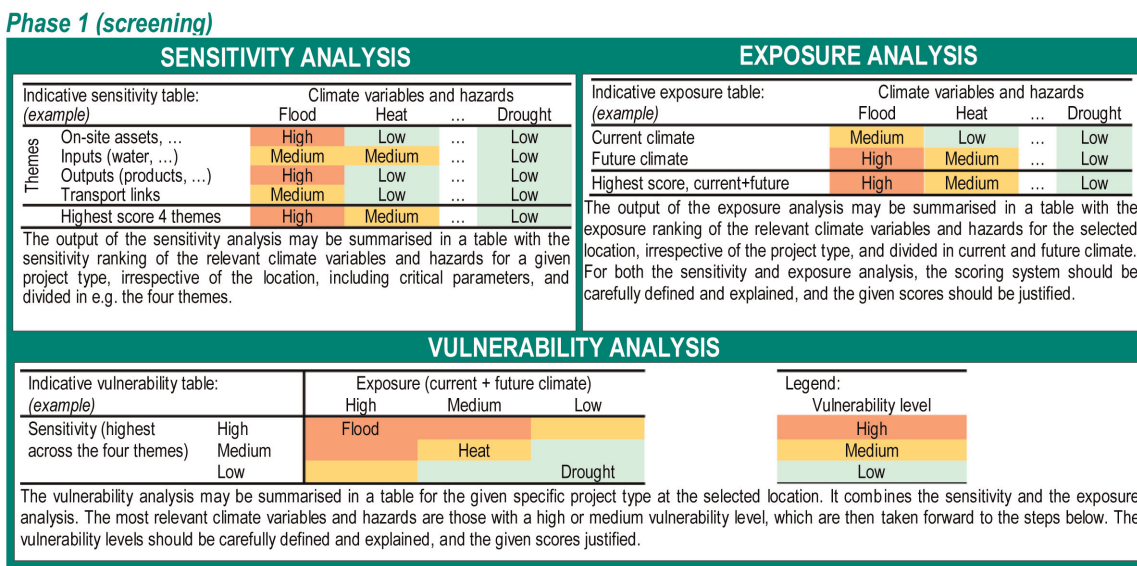 Phase 1 (screening)
SENSITIVITY ANALYSIS
Indicative sensitivity table: Climate variables and hazards
(example) Flood Heat … Drought
Themes
On-site assets, … High Low … Low
Inputs (water, …) Medium Medium … Low
Outputs (products, …) High Low … Low
Transport links Medium Low … Low
Highest score 4 themes High Medium … Low
The output of the sensitivity analysis may be summarised in a table with the
sensitivity ranking of the relevant climate variables and hazards for a given
project type, irrespective of the location, including critical parameters, and
divided in e.g. the four themes.
EXPOSURE ANALYSIS
Indicative exposure table: Climate variables and hazards
(example) Flood Heat … Drought
Current climate Medium Low … Low
Future climate High Medium … Low
Highest score, current+future High Medium … Low
The output of the exposure analysis may be summarised in a table with the
exposure ranking of the relevant climate variables and hazards for the selected
location, irrespective of the project type, and divided in current and future climate.
For both the sensitivity and exposure analysis, the scoring system should be
carefully defined and explained, and the given scores should be justified.
VULNERABILITY ANALYSIS
Indicative vulnerability table: Exposure (current + future climate)
(example) High Medium Low
Sensitivity (highest High Flood
across the four themes) Medium Heat
Low Drought
Legend:
Vulnerability level
High
Medium
Low
The vulnerability analysis may be summarised in a table for the given specific project type at the selected location. It combines the sensitivity and the exposure
analysis. The most relevant climate variables and hazards are those with a high or medium vulnerability level, which are then taken forward to the steps below. The
vulnerability levels should be carefully defined and explained, and the given scores justified.